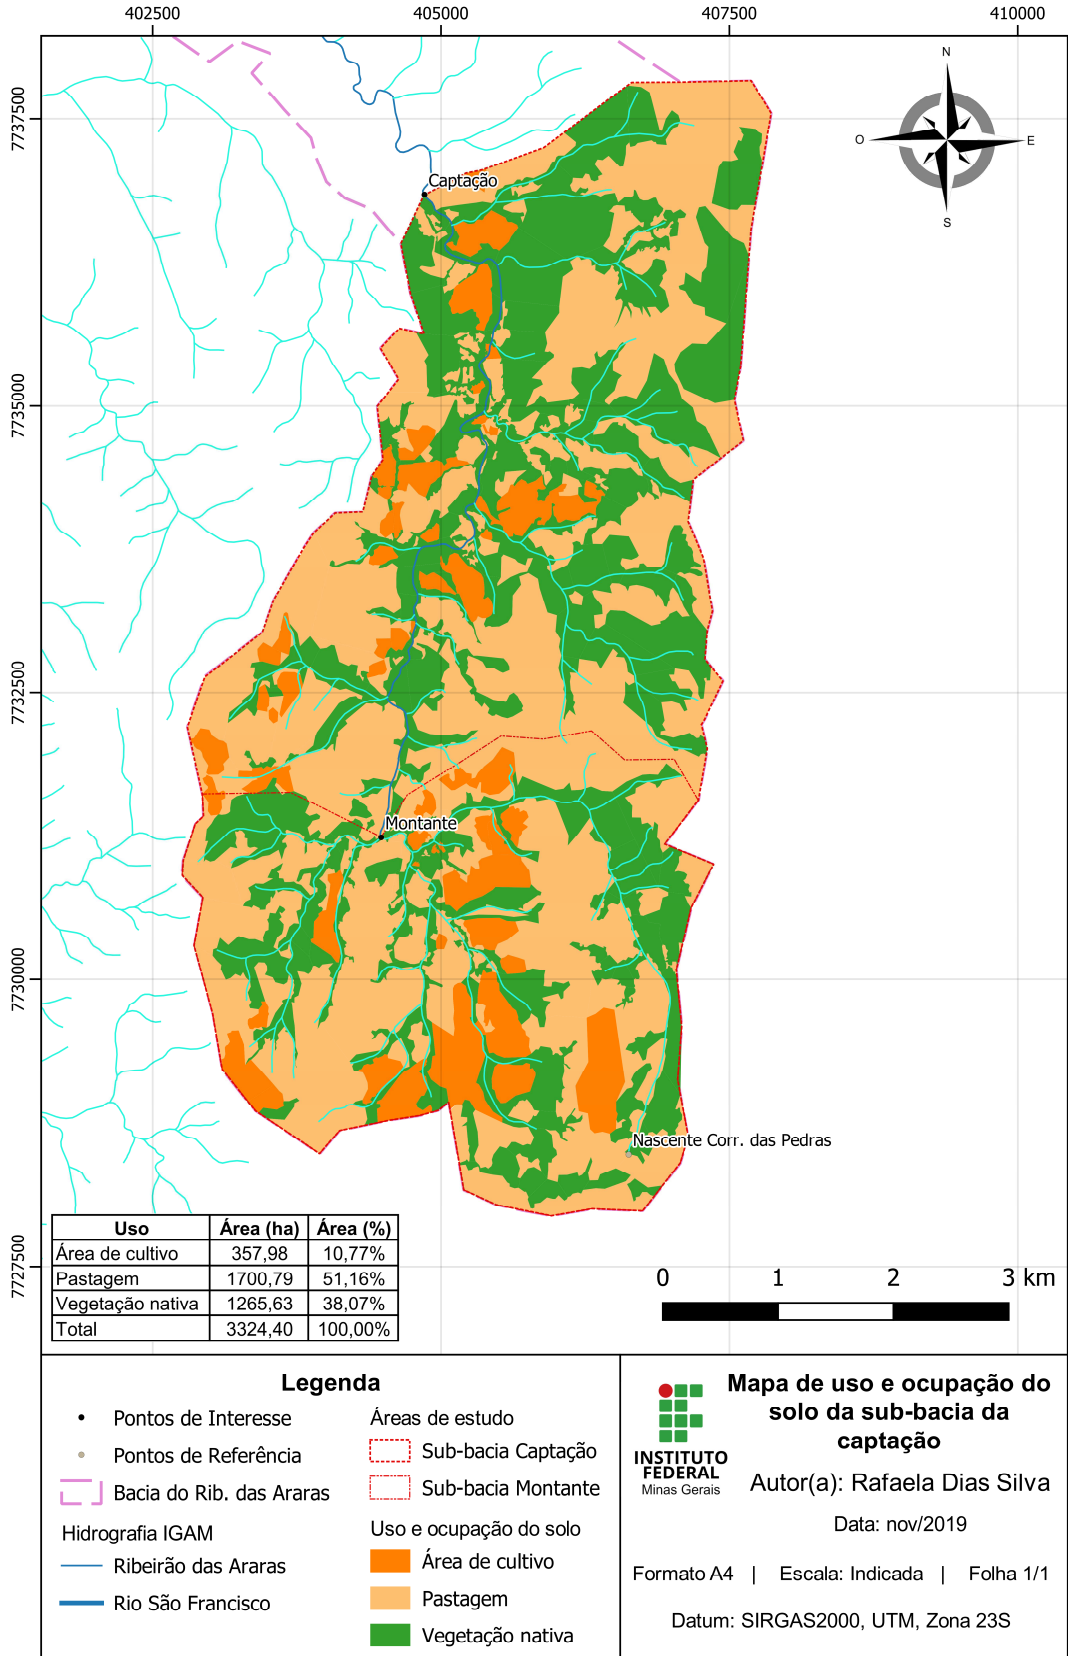 402500 405000 407500 410000
N
O E
S
7737500
7735000
7732500
7730000
7727500
Captação
Montante
Nascente Corr. das Pedras
Uso Área (ha) Área (%)
Área de cultivo 357,98 10,77%
Pastagem 1700,79 51,16%
Vegetação nativa 1265,63 38,07%
Total 3324,40 100,00%
0 1 2 3 km
Legenda
Pontos de Interesse
Pontos de Referência
Bacia do Rib. das Araras
Hidrografia IGAM
Ribeirão das Araras
Rio São Francisco
Áreas de estudo
Sub-bacia Captação
Sub-bacia Montante
Uso e ocupação do solo
Área de cultivo
Pastagem
Vegetação nativa
INSTITUTO
FEDERAL
Minas Gerais
Mapa de uso e ocupação do
solo da sub-bacia da
captação
Autor(a): Rafaela Dias Silva
Data: nov/2019
Formato A4 | Escala: Indicada | Folha 1/1
Datum: SIRGAS2000, UTM, Zona 23S